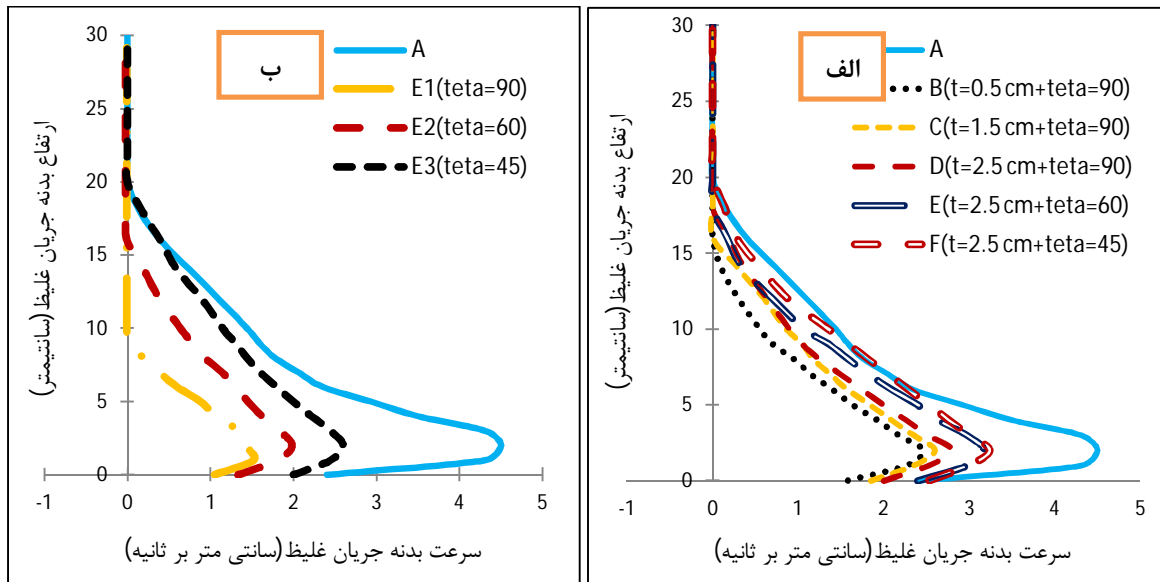 الف
A
B(t=0.5 cm+teta=90)
C(t=1.5 cm+teta=90)
D(t=2.5 cm+teta=90)
E(t=2.5 cm+teta=60)
F(t=2.5 cm+teta=45)
ارتفاع بدنه جریان غلیظ(سانتیمتر)
30
25
20
15
10
5
0
-1 0 1 2 3 4 5
سرعت بدنه جریان غلیظ(سانتی متر بر ثانیه)
ب
A
E1(teta=90)
E2(teta=60)
E3(teta=45)
ارتفاع بدنه جریان غلیظ(سانتیمتر)
30
25
20
15
10
5
0
-1 0 1 2 3 4 5
سرعت بدنه جریان غلیظ(سانتی متر بر ثانیه)